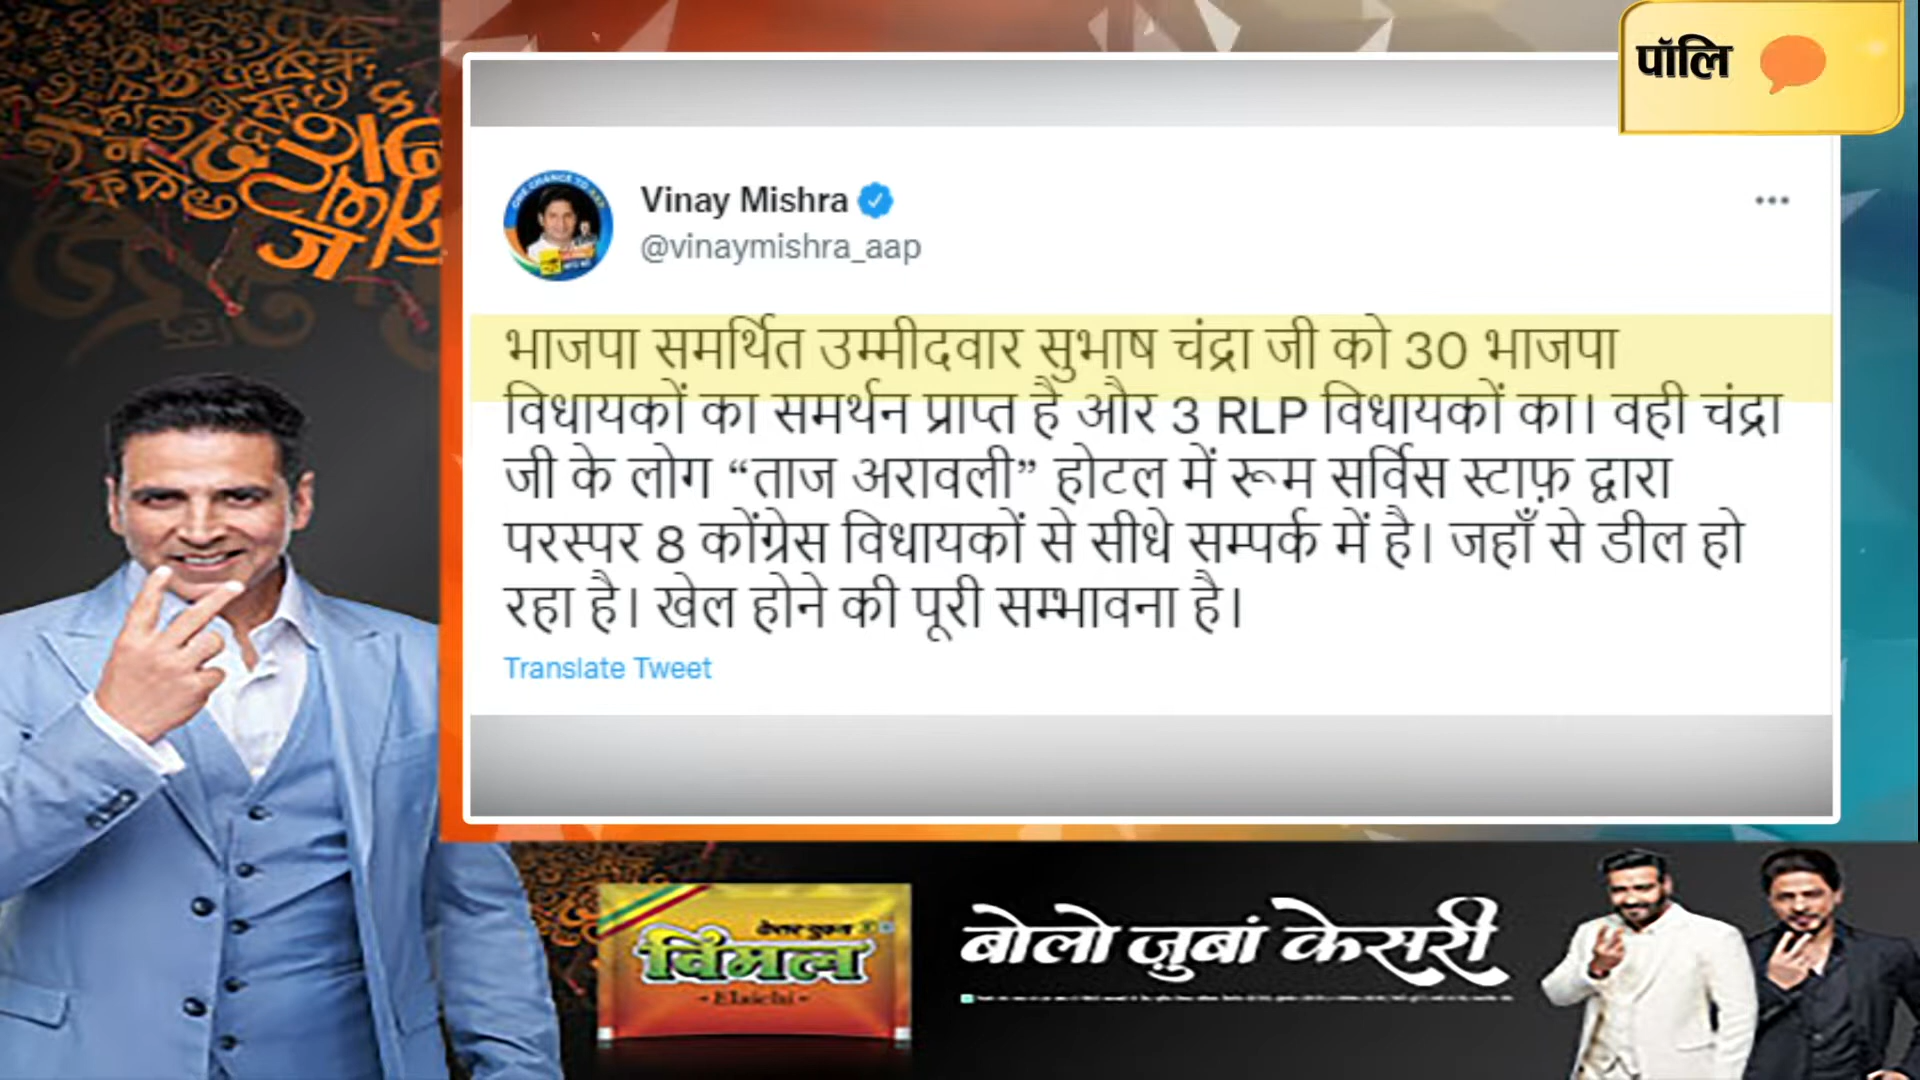 पॉलि
Vinay Mishra
@vinaymishra_aap
भाजपा समर्थित उम्मीदवार सुभाष चंद्रा जी को 30 भाजपा
विधायकों का समर्थन प्राप्त है और 3 RLP विधायकों का। वही चंद्रा
जी के लोग “ताज अरावली” होटल में रूम सर्विस स्टाफ़ द्वारा
परस्पर 8 कोंग्रेस विधायकों से सीधे सम्पर्क में है। जहाँ से डील हो
रहा है। खेल होने की पूरी सम्भावना है।
Translate Tweet
केसर युक्त
विमल
- Elaichi -
बोलो ज़ुबां केसरी